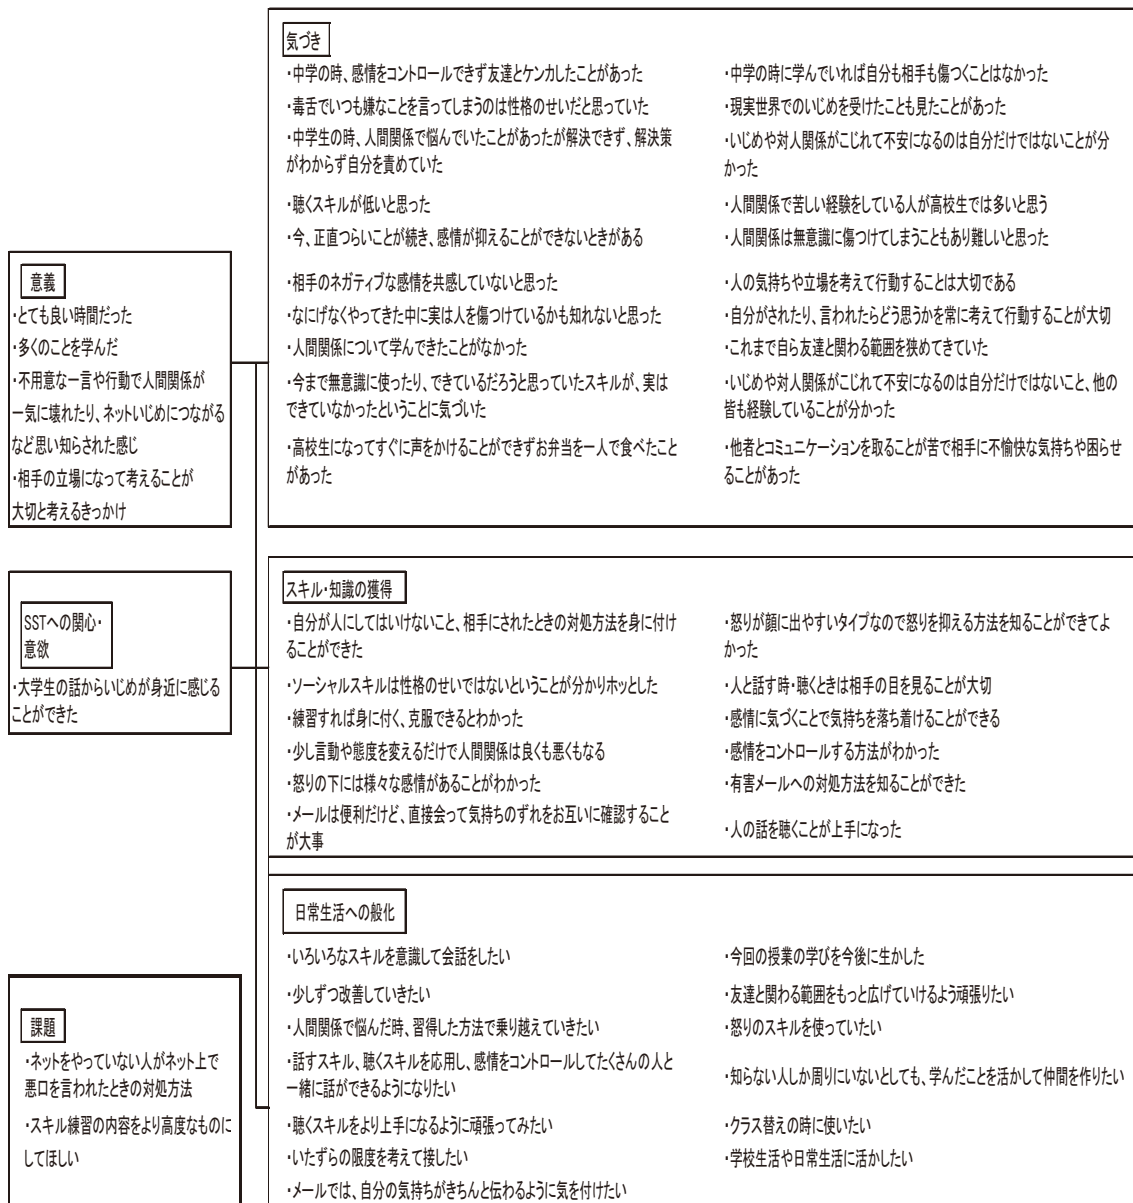 気づき
・中学の時、感情をコントロールできず友達とケンカしたことがあった
・中学の時に学んでいれば自分も相手も傷つくことはなかった
・毒舌でいつも嫌なことを言ってしまうのは性格のせいだと思っていた
・現実世界でのいじめを受けたことも見たことがあった
・中学生の時、人間関係で悩んでいたことがあったが解決できず、解決策
がわからず自分を責めていた
・いじめや対人関係がこじれて不安になるのは自分だけではないことが分
かった
・聴くスキルが低いと思った
・人間関係で苦しい経験をしている人が高校生では多いと思う
・今、正直つらいことが続き、感情が抑えることができないときがある
・人間関係は無意識に傷つけてしまうこともあり難しいと思った
・相手のネガティブな感情を共感していないと思った
・人の気持ちや立場を考えて行動することは大切である
・なにげなくやってきた中に実は人を傷つけているかも知れないと思った
・自分がされたり、言われたらどう思うかを常に考えて行動することが大切
・人間関係について学んできたことがなかった
・これまで自ら友達と関わる範囲を狭めてきていた
・今まで無意識に使ったり、できているだろうと思っていたスキルが、実は
できていなかったということに気づいた
・いじめや対人関係がこじれて不安になるのは自分だけではないこと、他の
皆も経験していることが分かった
・高校生になってすぐに声をかけることができずお弁当を一人で食べたこと
があった
・他者とコミュニケーションを取ることが苦で相手に不愉快な気持ちや困らせ
ることがあった
意義
・とても良い時間だった
・多くのことを学んだ
・不用意な一言や行動で人間関係が
一気に壊れたり、ネットいじめにつながる
など思い知らされた感じ
・相手の立場になって考えることが
大切と考えるきっかけ
SSTへの関心・
意欲
・大学生の話からいじめが身近に感じる
ことができた
スキル・知識の獲得
・自分が人にしてはいけないこと、相手にされたときの対処方法を身に付け
ることができた
・怒りが顔に出やすいタイプなので怒りを抑える方法を知ることができてよ
かった
・ソーシャルスキルは性格のせいではないということが分かりホッとした
・人と話す時・聴くときは相手の目を見ることが大切
・練習すれば身に付く、克服できるとわかった
・感情に気づくことで気持ちを落ち着けることができる
・少し言動や態度を変えるだけで人間関係は良くも悪くもなる
・感情をコントロールする方法がわかった
・怒りの下には様々な感情があることがわかった
・有害メールへの対処方法を知ることができた
・メールは便利だけど、直接会って気持ちのずれをお互いに確認すること
が大事
・人の話を聴くことが上手になった
日常生活への般化
・いろいろなスキルを意識して会話をしたい
・今回の授業の学びを今後に生かした
・少しずつ改善していきたい
・友達と関わる範囲をもっと広げていけるよう頑張りたい
・人間関係で悩んだ時、習得した方法で乗り越えていきたい
・怒りのスキルを使っていたい
・話すスキル、聴くスキルを応用し、感情をコントロールしてたくさんの人と
一緒に話ができるようになりたい
・知らない人しか周りにいないとしても、学んだことを活かして仲間を作りたい
・聴くスキルをより上手になるように頑張ってみたい
・クラス替えの時に使いたい
・いたずらの限度を考えて接したい
・学校生活や日常生活に活かしたい
・メールでは、自分の気持ちがきちんと伝わるように気を付けたい
課題
・ネットをやっていない人がネット上で
悪口を言われたときの対処方法
・スキル練習の内容をより高度なものに
してほしい